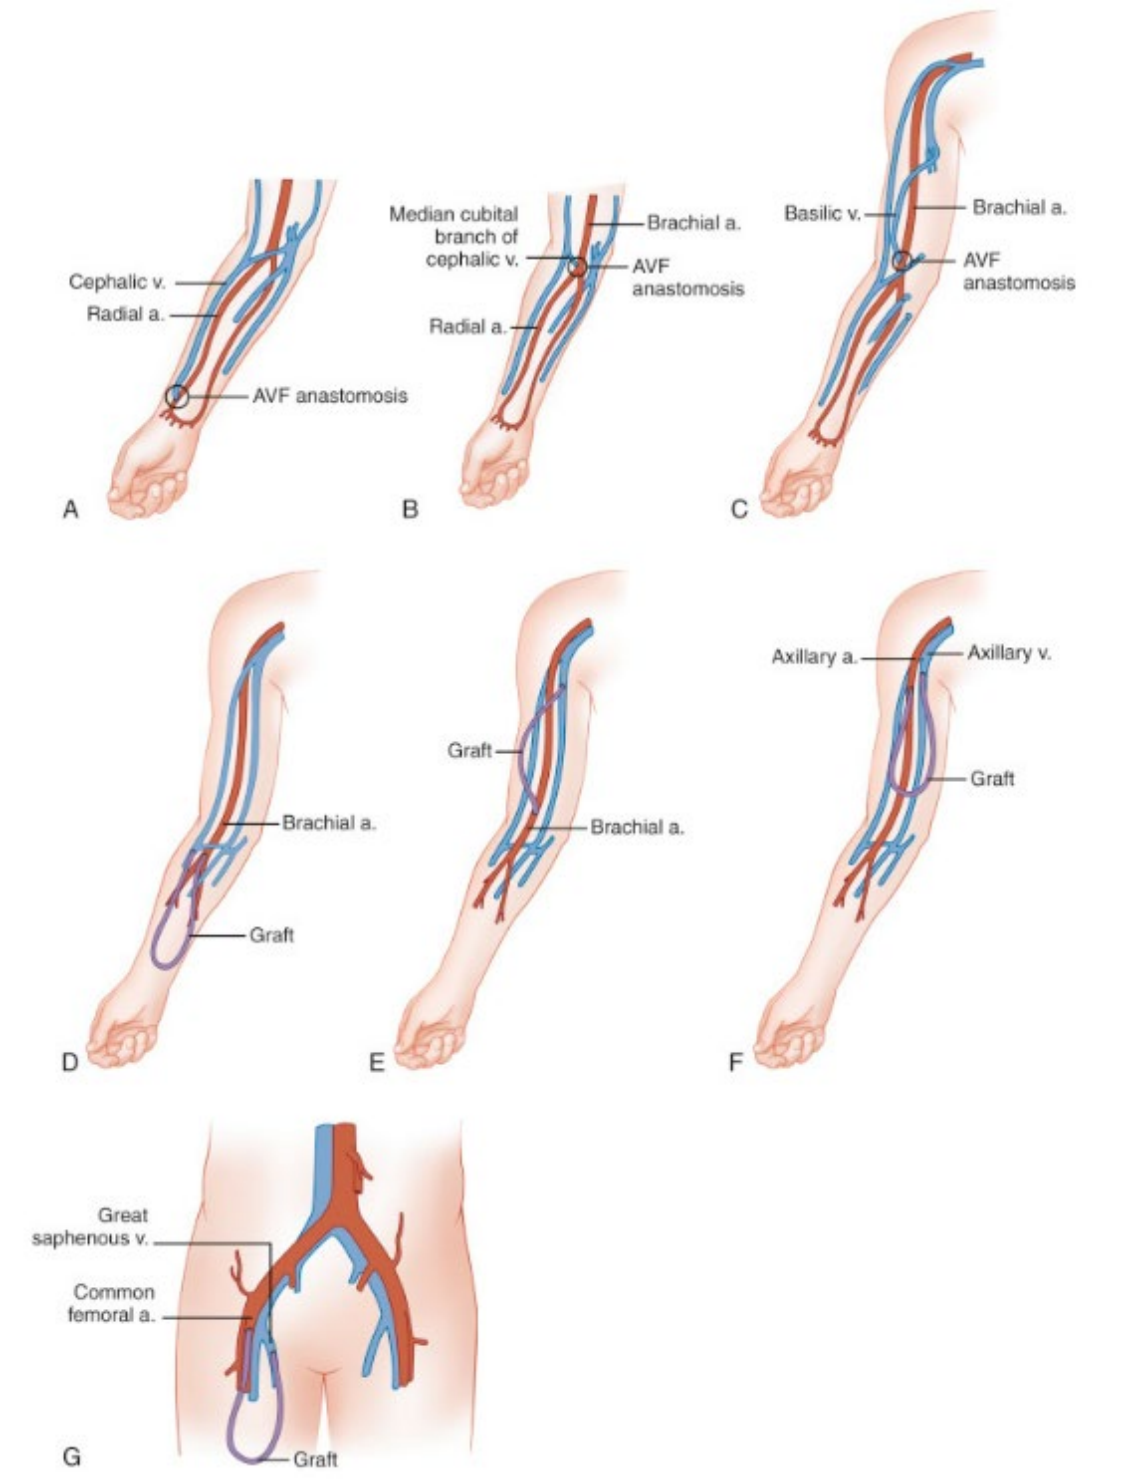 Cephalic v.
Radial a.
AVF anastomosis
A
Median cubital
branch of
cephalic v.
Brachial a.
AVF
anastomosis
Radial a.
B
Basilic v.
Brachial a.
AVF
anastomosis
C
Brachial a.
Graft
D
Graft
Brachial a.
E
Axillary a.
Axillary v.
Graft
F
Great
saphenous v.
Common
femoral a.
Graft
G